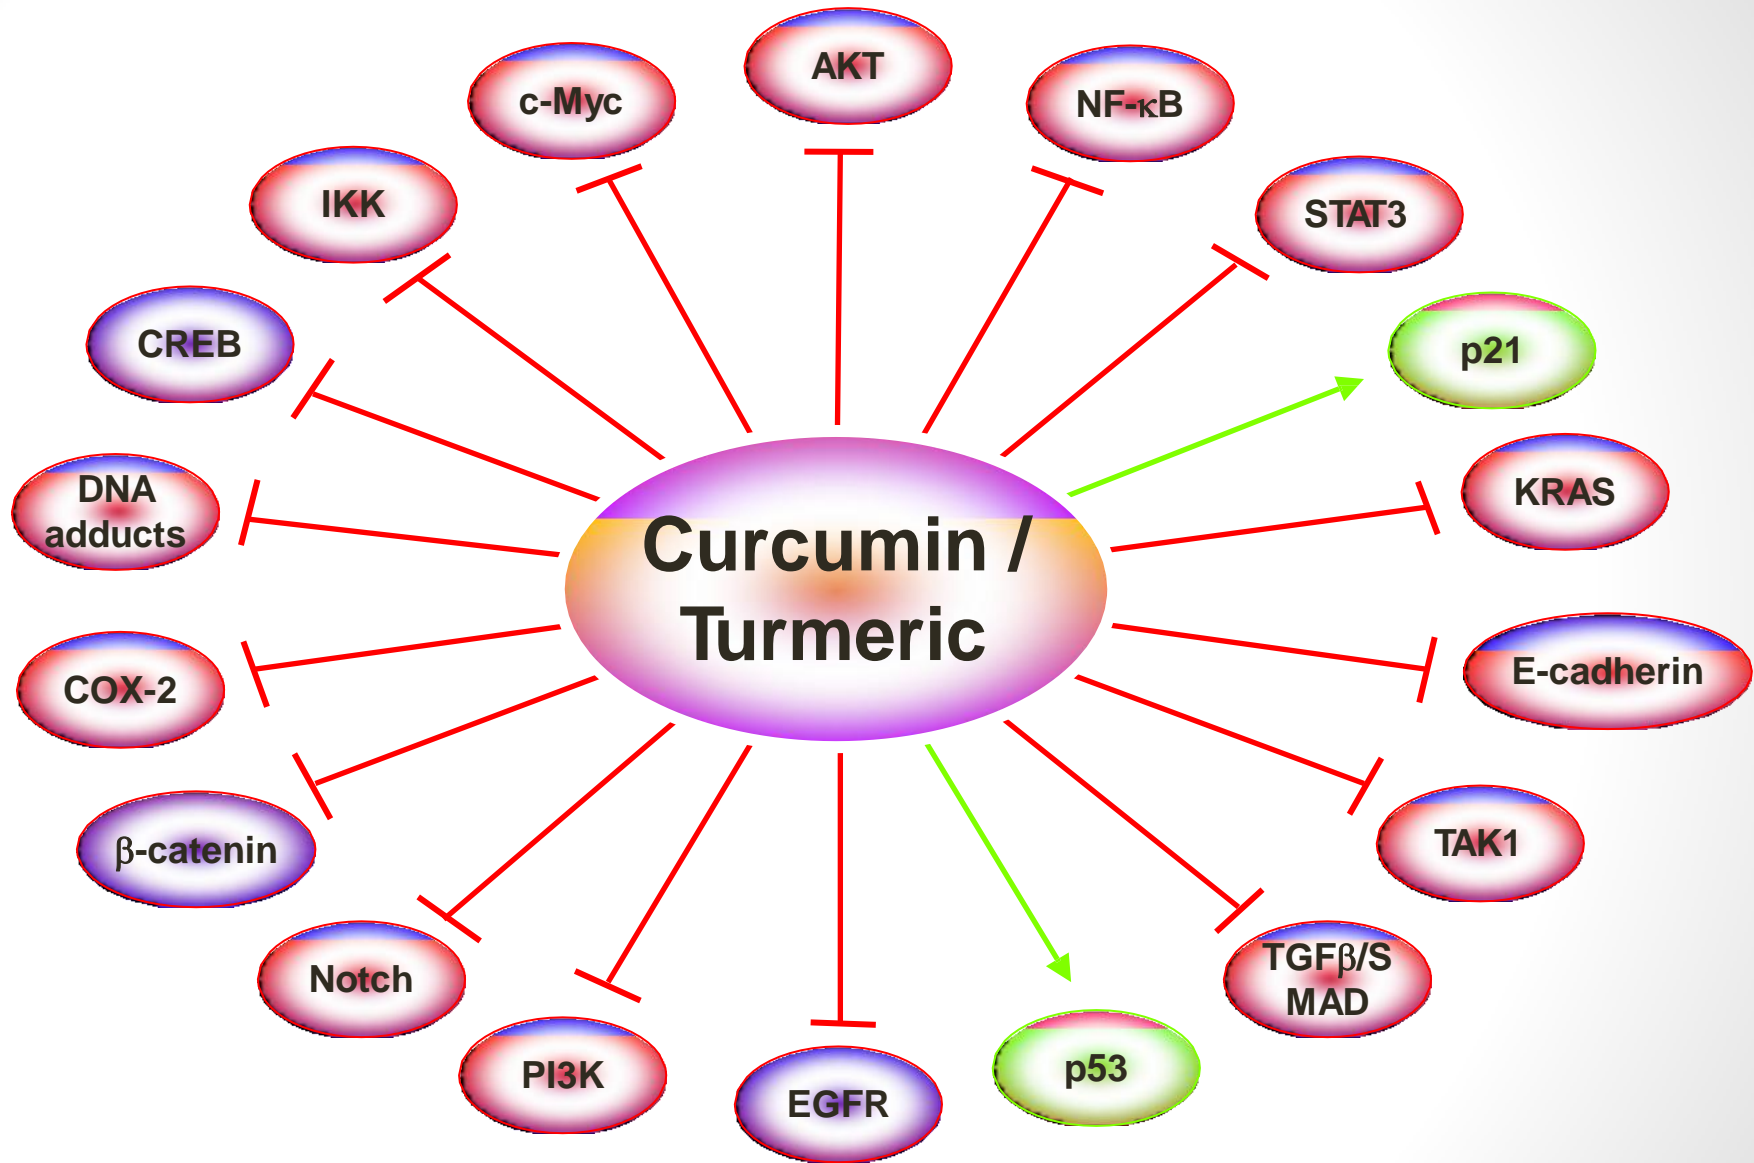 AKT
c-Myc
NF-κB
IKK
STAT3
CREB
p21
DNA
adducts
KRAS
Curcumin /
Turmeric
COX-2
E-cadherin
β-catenin
TAK1
Notch
TGFβ/S
MAD
PI3K
EGFR
p53